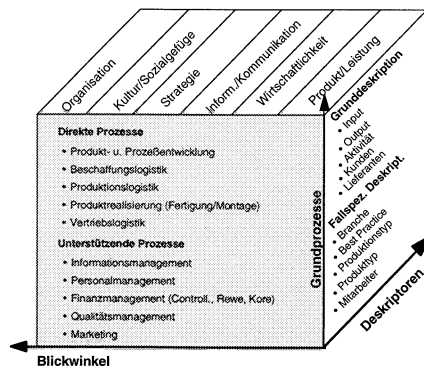 Organisation
Kultur/Sozialgefüge
Strategie
Inform./Kommunikation
Wirtschaftlichkeit
Produkt/Leistung
Direkte Prozesse
• Produkt- u. Prozeßentwicklung
• Beschaffungslogistik
• Produktionslogistik
• Produktrealisierung (Fertigung/Montage)
• Vertriebslogistik
Unterstützende Prozesse
• Informationsmanagement
• Personalmanagement
• Finanzmanagement (Controll., Rewe, Kore)
• Qualitätsmanagement
• Marketing
Grundprozesse
Grunddeskription
• Input
• Output
• Aktivität
• Kunden
• Lieferanten
Fallspez. Deskript.
• Branche
• Best Practice
• Produktionstyp
• Produkttyp
• Mitarbeiter
Deskriptoren
Blickwinkel